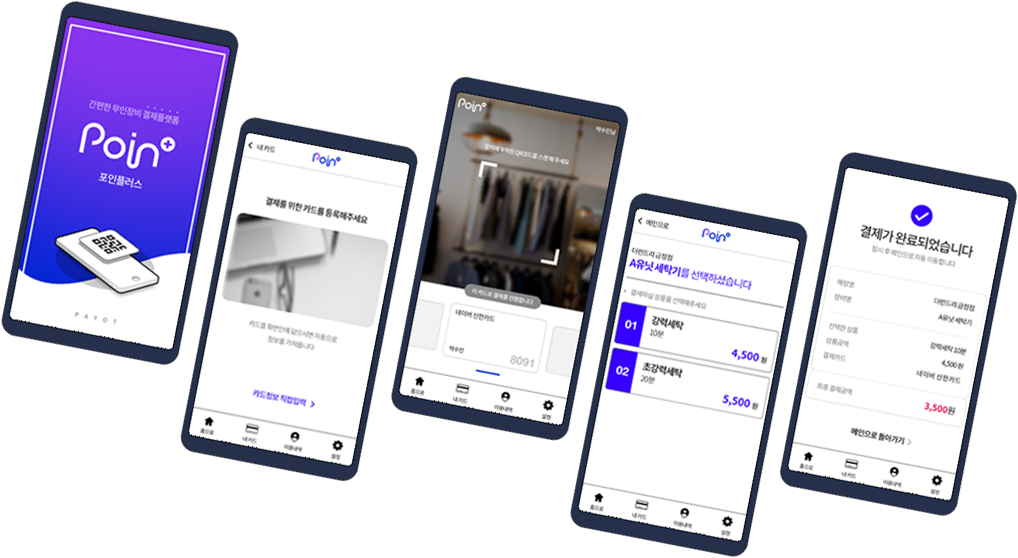 간편한 무인장비 결제플랫폼
Poin+
포인플러스
PAYOT
내 카드
Poin+
결제를 위한 카드를 등록해주세요
카드를 화면안에 담으시면 자동으로
정보를 가져옵니다
카드정보 직접입력
홈으로
내 카드
이용내역
설정
Poin+
박수진님
설치에 부착된 QR코드를 스캔 해 주세요
이 카드로 결제를 진행합니다
네이버 신한카드
박수진
8091
홈으로
내 카드
이용내역
설정
메인으로
Poin+
더런드리 금정점
A유닛 세탁기를 선택하셨습니다
결제하실 상품을 선택해주세요
01
강력세탁
10분
4,500 원
02
초강력세탁
20분
5,500 원
홈으로
내 카드
이용내역
설정
결제가 완료되었습니다
잠시 후 메인으로 자동 이동합니다
매장명
더런드리 금정점
장비명
A유닛 세탁기
선택한 상품
강력세탁 10분
상품금액
4,500 원
결제카드
네이버 신한카드
최종 결제금액
3,500원
메인으로 돌아가기
홈으로
내 카드
이용내역
설정